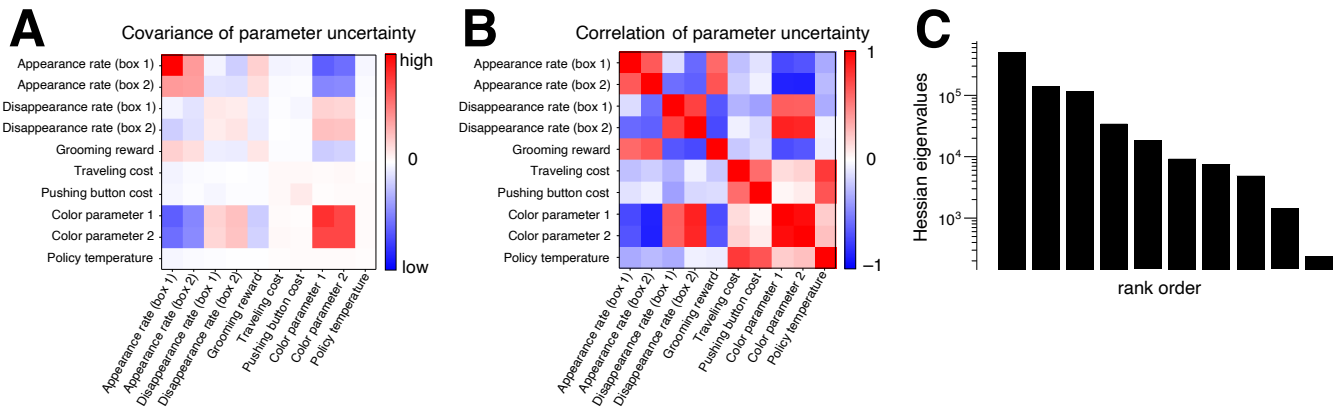 A
Covariance of parameter uncertainty
Appearance rate (box 1)
Appearance rate (box 2)
Disappearance rate (box 1)
Disappearance rate (box 2)
Grooming reward
Traveling cost
Pushing button cost
Color parameter 1
Color parameter 2
Policy temperature
high
0
low
Appearance rate (box 1)
Appearance rate (box 2)
Disappearance rate (box 1)
Disappearance rate (box 2)
Grooming reward
Traveling cost
Pushing button cost
Color parameter 1
Color parameter 2
Policy temperature
B
Correlation of parameter uncertainty
Appearance rate (box 1)
Appearance rate (box 2)
Disappearance rate (box 1)
Disappearance rate (box 2)
Grooming reward
Traveling cost
Pushing button cost
Color parameter 1
Color parameter 2
Policy temperature
1
0
−1
Appearance rate (box 1)
Appearance rate (box 2)
Disappearance rate (box 1)
Disappearance rate (box 2)
Grooming reward
Traveling cost
Pushing button cost
Color parameter 1
Color parameter 2
Policy temperature
C
Hessian eigenvalues
10⁵
10⁴
10³
rank order